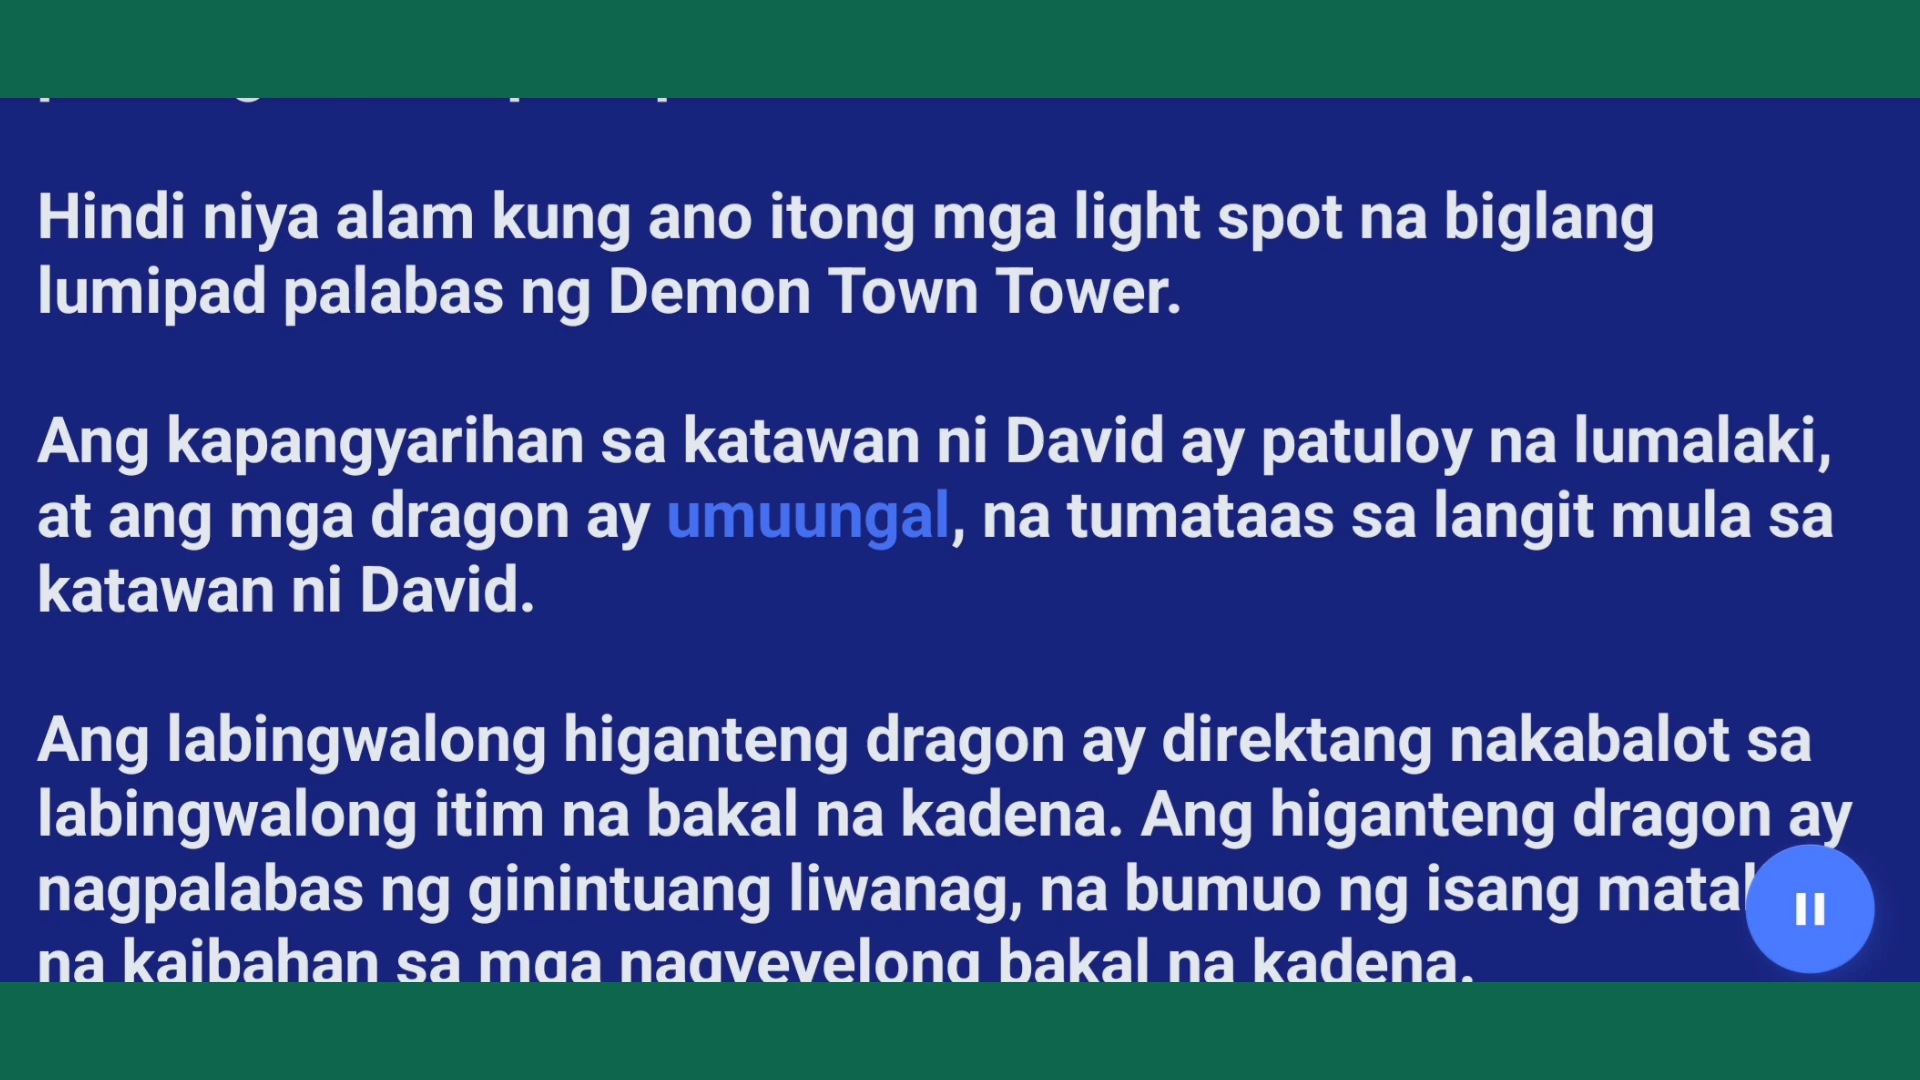 Hindi niya alam kung ano itong mga light spot na biglang
lumipad palabas ng Demon Town Tower.
Ang kapangyarihan sa katawan ni David ay patuloy na lumalaki,
at ang mga dragon ay umuungal, na tumataas sa langit mula sa
katawan ni David.
Ang labingwalong higanteng dragon ay direktang nakabalot sa
labingwalong itim na bakal na kadena. Ang higanteng dragon ay
nagpalabas ng ginintuang liwanag, na bumuo ng isang
na kaibahan sa mga nagyeyelong bakal na kadena.